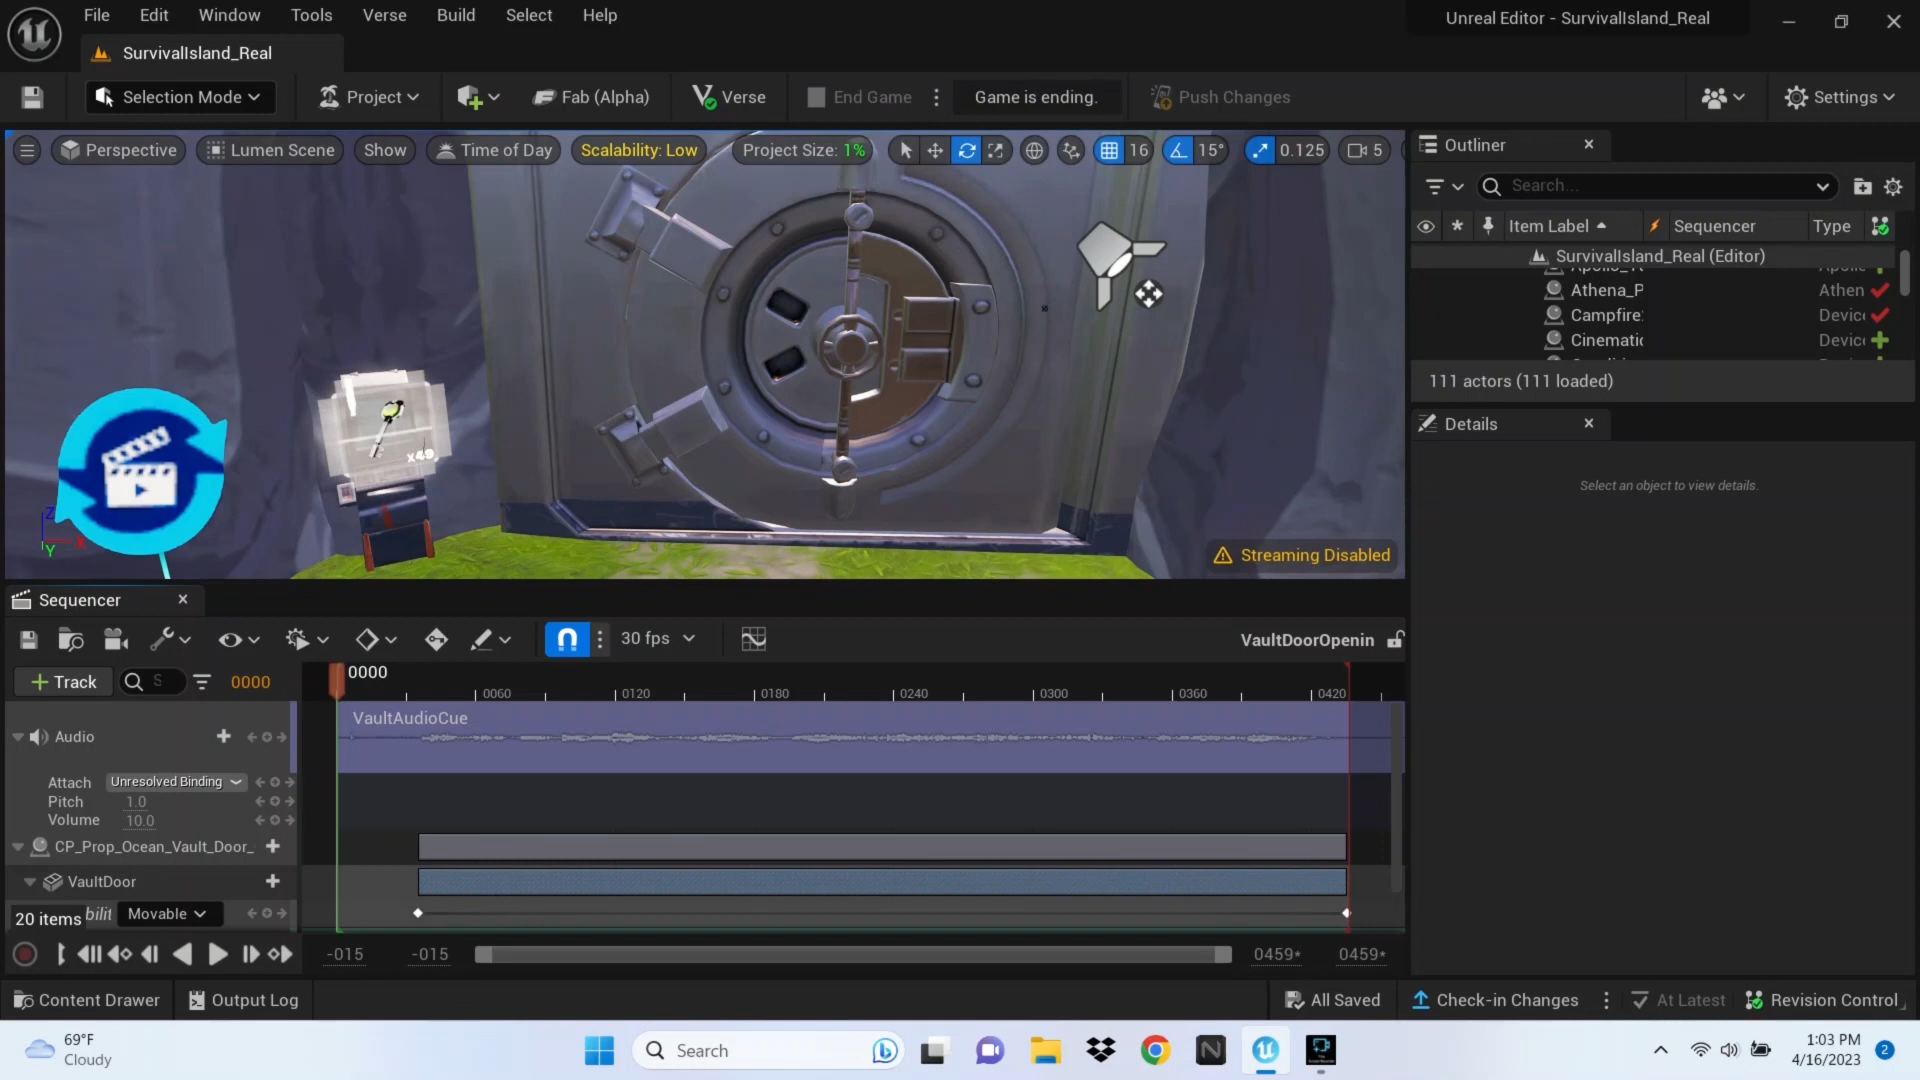 File Edit Window Tools Verse Build Select Help
Unreal Editor - SurvivalIsland_Real
SurvivalIsland_Real
Selection Mode
Project
Fab (Alpha)
Verse
End Game
Game is ending.
Push Changes
Settings
Perspective
Lumen Scene
Show
Time of Day
Scalability: Low
Project Size: 1%
16
15°
0.125
5
x49
Z
X
Y
Streaming Disabled
Outliner
Search...
Item Label
Sequencer
Type
SurvivalIsland_Real (Editor)
Athena_P Athen
Campfire Device
Cinematic Device
111 actors (111 loaded)
Details
Select an object to view details.
Sequencer
30 fps
VaultDoorOpenin
Track
S
0000
0000
0060 0120 0180 0240 0300 0360 0420
VaultAudioCue
Audio
Attach Unresolved Binding
Pitch 1.0
Volume 10.0
CP_Prop_Ocean_Vault_Door_
VaultDoor
20 items bilit Movable
-015 -015 0459* 0459*
Content Drawer
Output Log
All Saved
Check-in Changes
At Latest
Revision Control
69°F
Cloudy
Search
1:03 PM
4/16/2023
2